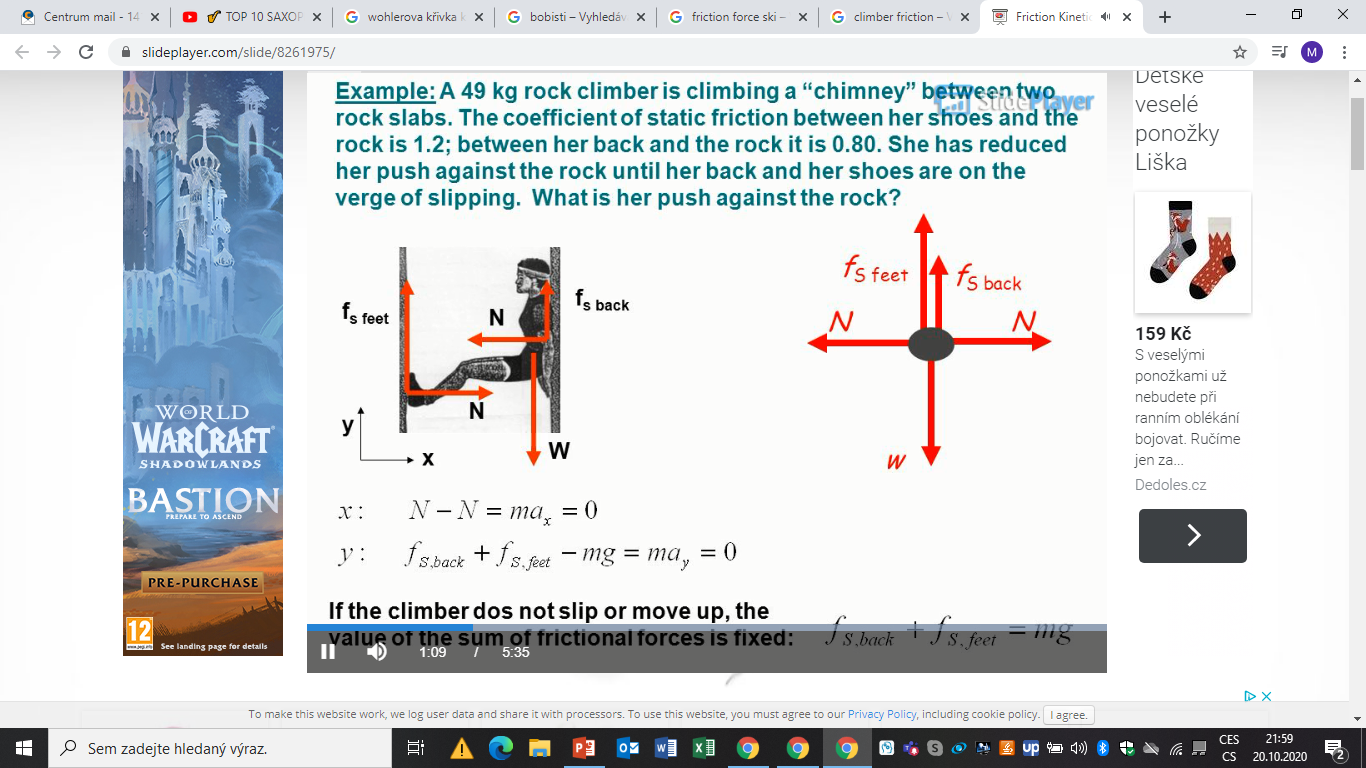 Centrum mail - 14
TOP 10 SAXOP
wohlerova křivka k
bobisti – Vyhledáv
friction force ski –
climber friction – V
Friction Kineti
slideplayer.com/slide/8261975/
M
Example: A 49 kg rock climber is climbing a “chimney” between two
rock slabs. The coefficient of static friction between her shoes and the
rock is 1.2; between her back and the rock it is 0.80. She has reduced
her push against the rock until her back and her shoes are on the
verge of slipping. What is her push against the rock?
SlidePlayer
fs feet
N
fs back
N
W
y
x
fS feet
fS back
N
N
w
x: N − N = max = 0
y: fS,back + fS,feet − mg = may = 0
If the climber dos not slip or move up, the
value of the sum of frictional forces is fixed: fS,back + fS,feet = mg
1:09 / 5:35
WORLD
OF
WARCRAFT
SHADOWLANDS
BASTION
PREPARE TO ASCEND
PRE-PURCHASE
12
www.pegi.info
See landing page for details
Dětské
veselé
ponožky
Liška
159 Kč
S veselými
ponožkami už
nebudete při
ranním oblékání
bojovat. Ručíme
jen za...
Dedoles.cz
To make this website work, we log user data and share it with processors. To use this website, you must agree to our Privacy Policy, including cookie policy. I agree.
Sem zadejte hledaný výraz.
CES
CS
21:59
20.10.2020
2